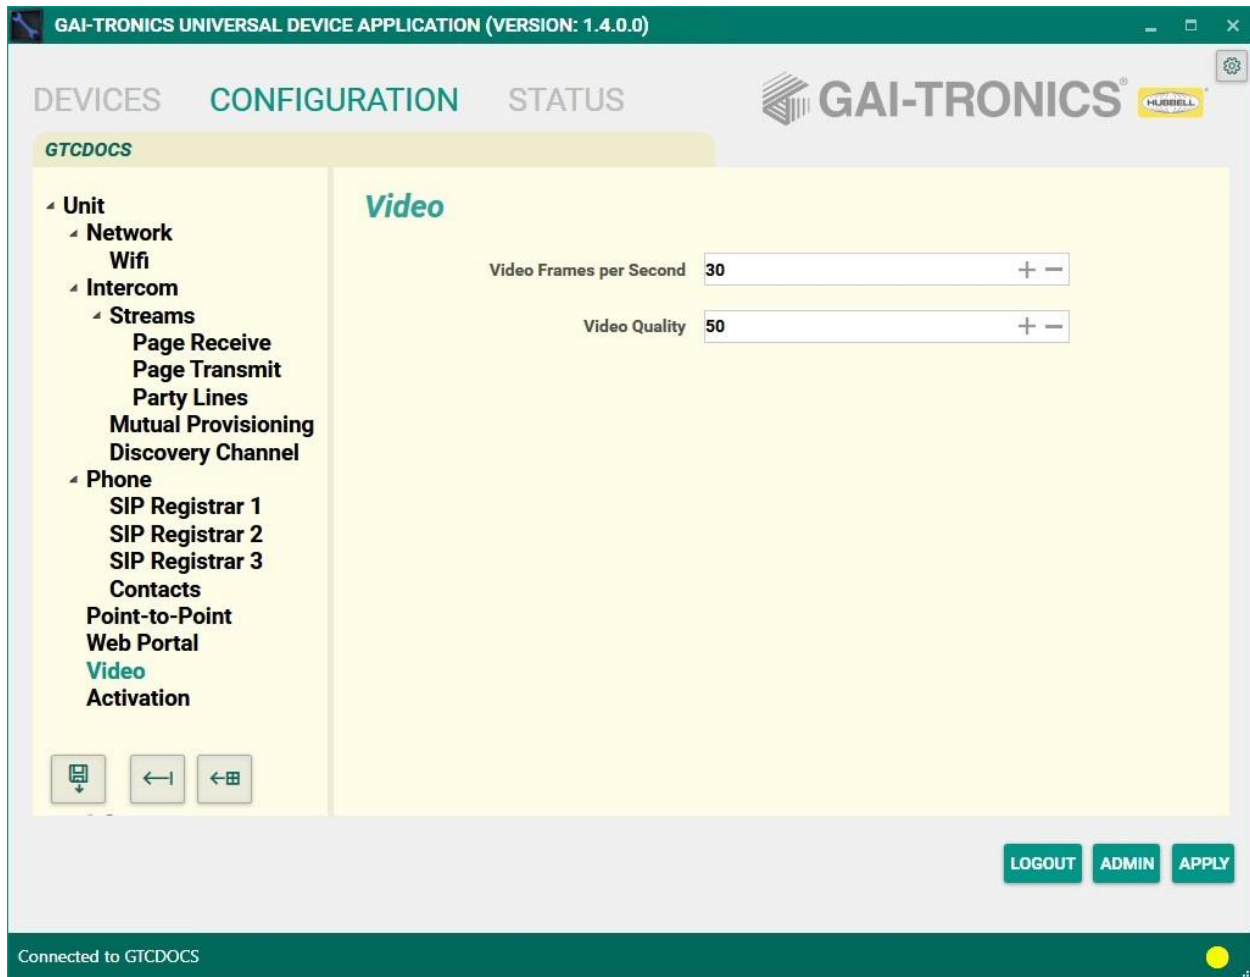 GAI-TRONICS UNIVERSAL DEVICE APPLICATION (VERSION: 1.4.0.0)
DEVICES CONFIGURATION STATUS
GAI-TRONICS® HUBBELL
GTCDOCS
Unit
Network
Wifi
Intercom
Streams
Page Receive
Page Transmit
Party Lines
Mutual Provisioning
Discovery Channel
Phone
SIP Registrar 1
SIP Registrar 2
SIP Registrar 3
Contacts
Point-to-Point
Web Portal
Video
Activation
Video
Video Frames per Second 30
Video Quality 50
LOGOUT ADMIN APPLY
Connected to GTCDOCS